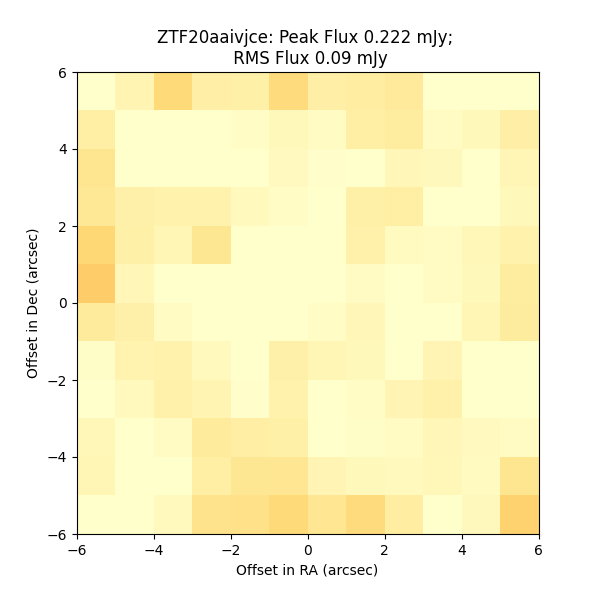 ZTF20aaivjce: Peak Flux 0.222 mJy;
RMS Flux 0.09 mJy
6
4
2
0
−2
−4
−6
Offset in Dec (arcsec)
−6 −4 −2 0 2 4 6
Offset in RA (arcsec)